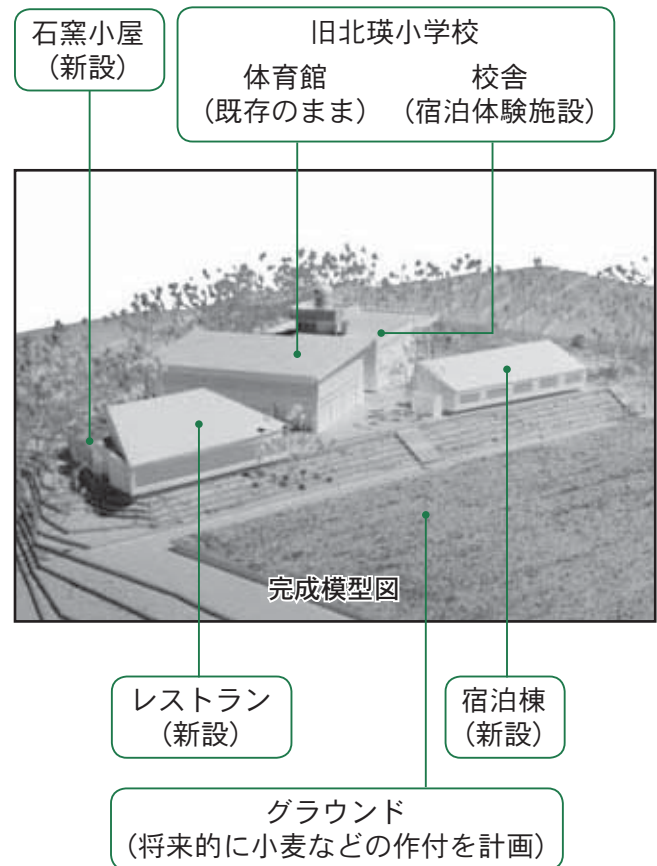 石窯小屋
（新設）
旧北瑛小学校
体育館
（既存のまま）
校舎
（宿泊体験施設）
完成模型図
レストラン
（新設）
宿泊棟
（新設）
グラウンド
（将来的に小麦などの作付を計画）